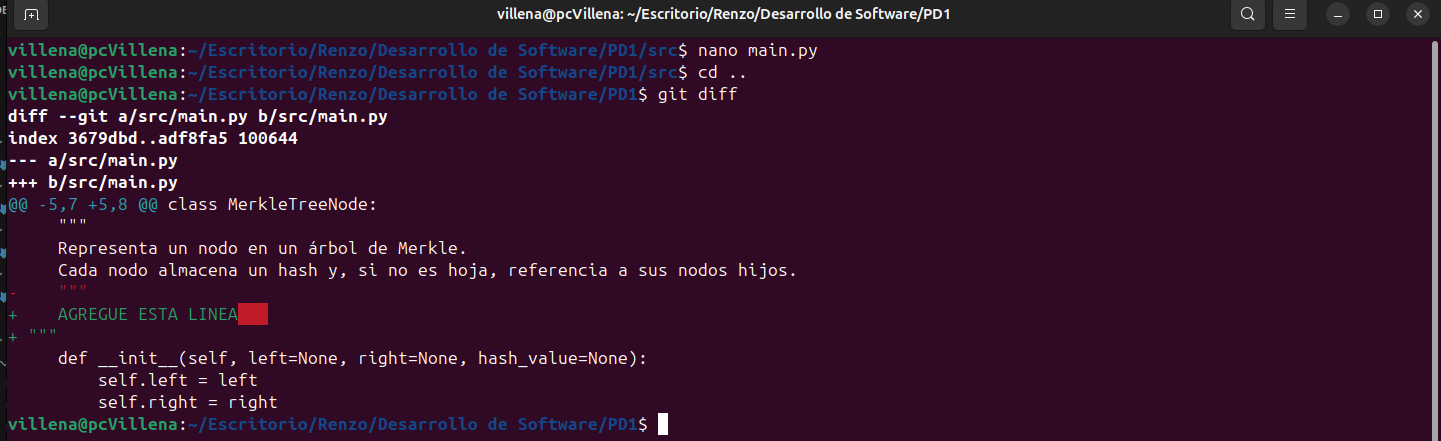 villena@pcVillena: ~/Escritorio/Renzo/Desarrollo de Software/PD1
villena@pcVillena:~/Escritorio/Renzo/Desarrollo de Software/PD1/src$ nano main.py
villena@pcVillena:~/Escritorio/Renzo/Desarrollo de Software/PD1/src$ cd ..
villena@pcVillena:~/Escritorio/Renzo/Desarrollo de Software/PD1$ git diff
diff --git a/src/main.py b/src/main.py
index 3679dbd..adf8fa5 100644
--- a/src/main.py
+++ b/src/main.py
@@ -5,7 +5,8 @@ class MerkleTreeNode:
     """
     Representa un nodo en un árbol de Merkle.
     Cada nodo almacena un hash y, si no es hoja, referencia a sus nodos hijos.
-    """
+    AGREGUE ESTA LINEA
+ """
     def __init__(self, left=None, right=None, hash_value=None):
         self.left = left
         self.right = right
villena@pcVillena:~/Escritorio/Renzo/Desarrollo de Software/PD1$